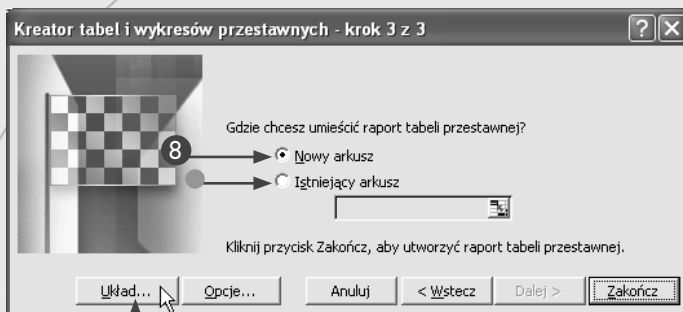 Kreator tabel i wykresów przestawnych - krok 3 z 3
Gdzie chcesz umieścić raport tabeli przestawnej?
8
Nowy arkusz
Istniejący arkusz
Kliknij przycisk Zakończ, aby utworzyć raport tabeli przestawnej.
Układ... Opcje... Anuluj < Wstecz Dalej > Zakończ